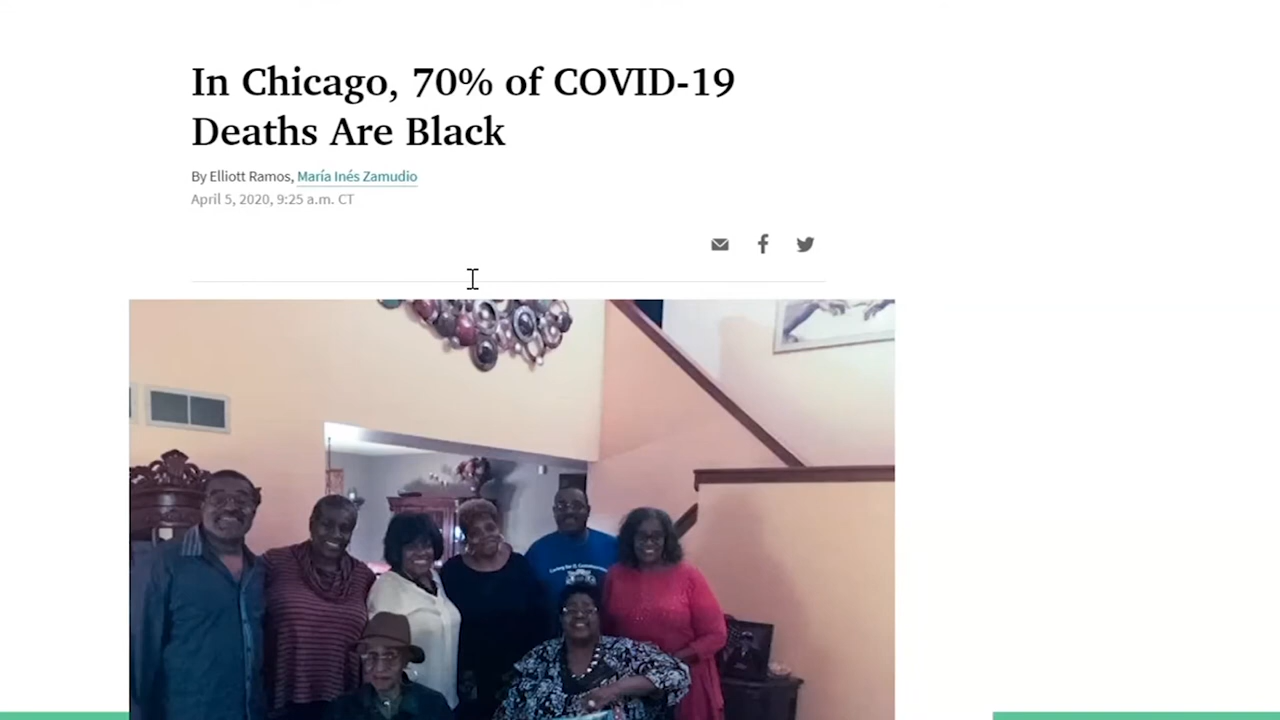 In Chicago, 70% of COVID-19
Deaths Are Black
By Elliott Ramos, María Inés Zamudio
April 5, 2020, 9:25 a.m. CT